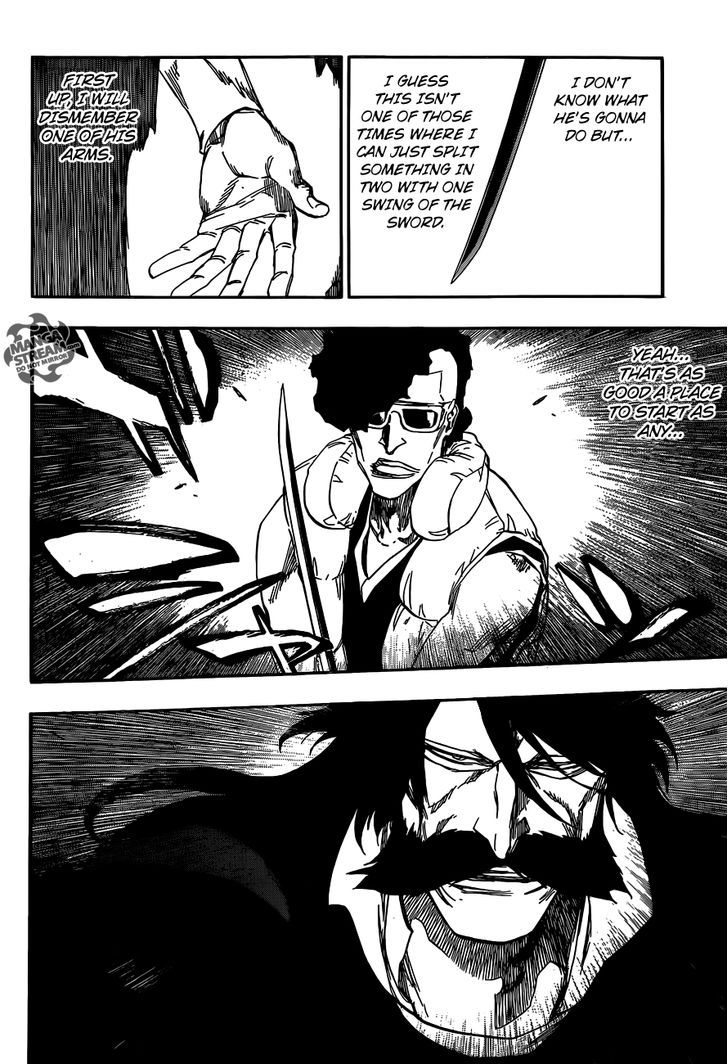 I DON'T
KNOW WHAT
HE'S GONNA
DO BUT...
I GUESS
THIS ISN'T
ONE OF THOSE
TIMES WHERE I
CAN JUST SPLIT
SOMETHING IN
TWO WITH ONE
SWING OF THE
SWORD.
FIRST
UP, I WILL
DISMEMBER
ONE OF HIS
ARMS.
YEAH...
THAT'S AS
GOOD A PLACE
TO START AS
ANY...
MANGA
STREAM
DO NOT MIRROR